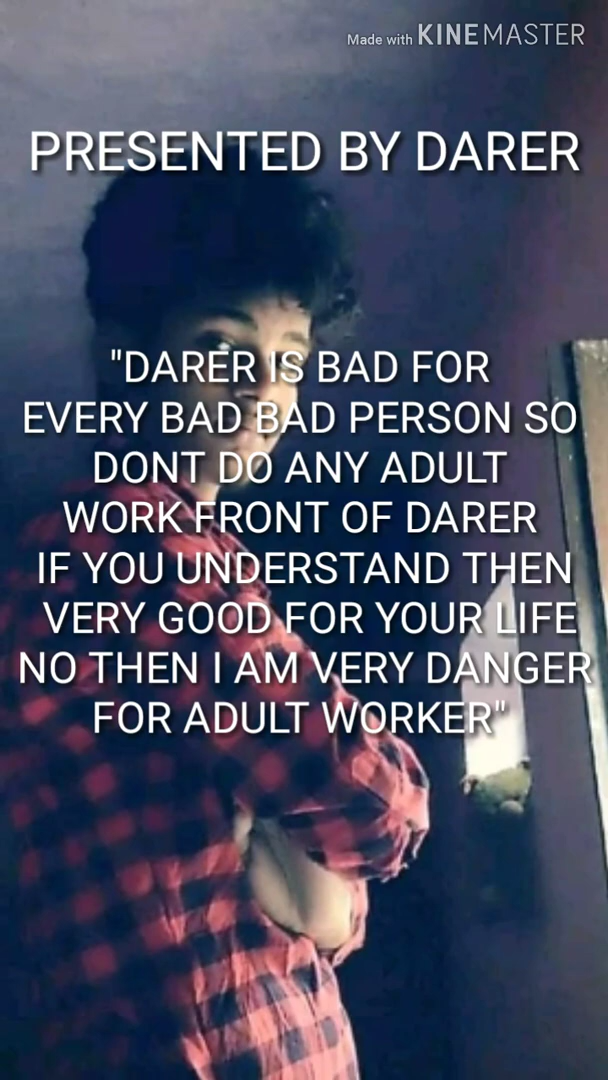 Made with KINEMASTER
PRESENTED BY DARER
"DARER IS BAD FOR
EVERY BAD BAD PERSON SO
DONT DO ANY ADULT
WORK FRONT OF DARER
IF YOU UNDERSTAND THEN
VERY GOOD FOR YOUR LIFE
NO THEN I AM VERY DANGER
FOR ADULT WORKER"